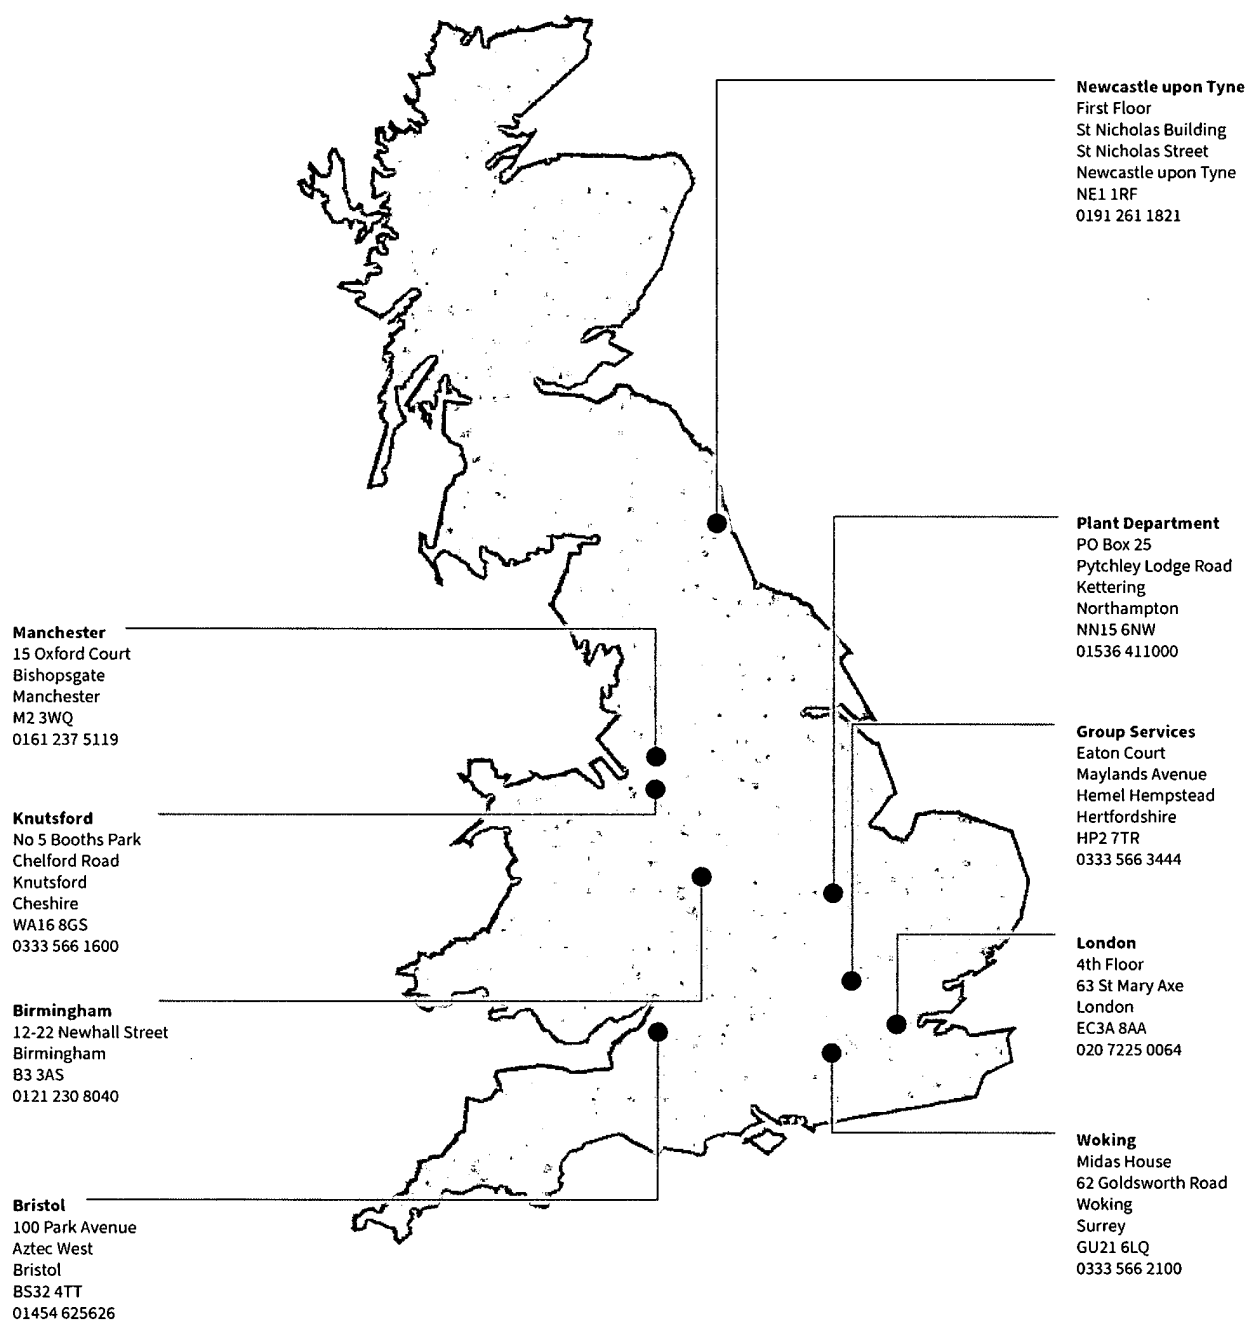 Newcastle upon Tyne
First Floor
St Nicholas Building
St Nicholas Street
Newcastle upon Tyne
NE1 1RF
0191 261 1821
Plant Department
PO Box 25
Pytchley Lodge Road
Kettering
Northampton
NN15 6NW
01536 411000
Manchester
15 Oxford Court
Bishopsgate
Manchester
M2 3WQ
0161 237 5119
Group Services
Eaton Court
Maylands Avenue
Hemel Hempstead
Hertfordshire
HP2 7TR
0333 566 3444
Knutsford
No 5 Booths Park
Chelford Road
Knutsford
Cheshire
WA16 8GS
0333 566 1600
London
4th Floor
63 St Mary Axe
London
EC3A 8AA
020 7225 0064
Birmingham
12-22 Newhall Street
Birmingham
B3 3AS
0121 230 8040
Woking
Midas House
62 Goldsworth Road
Woking
Surrey
GU21 6LQ
0333 566 2100
Bristol
100 Park Avenue
Aztec West
Bristol
BS32 4TT
01454 625626